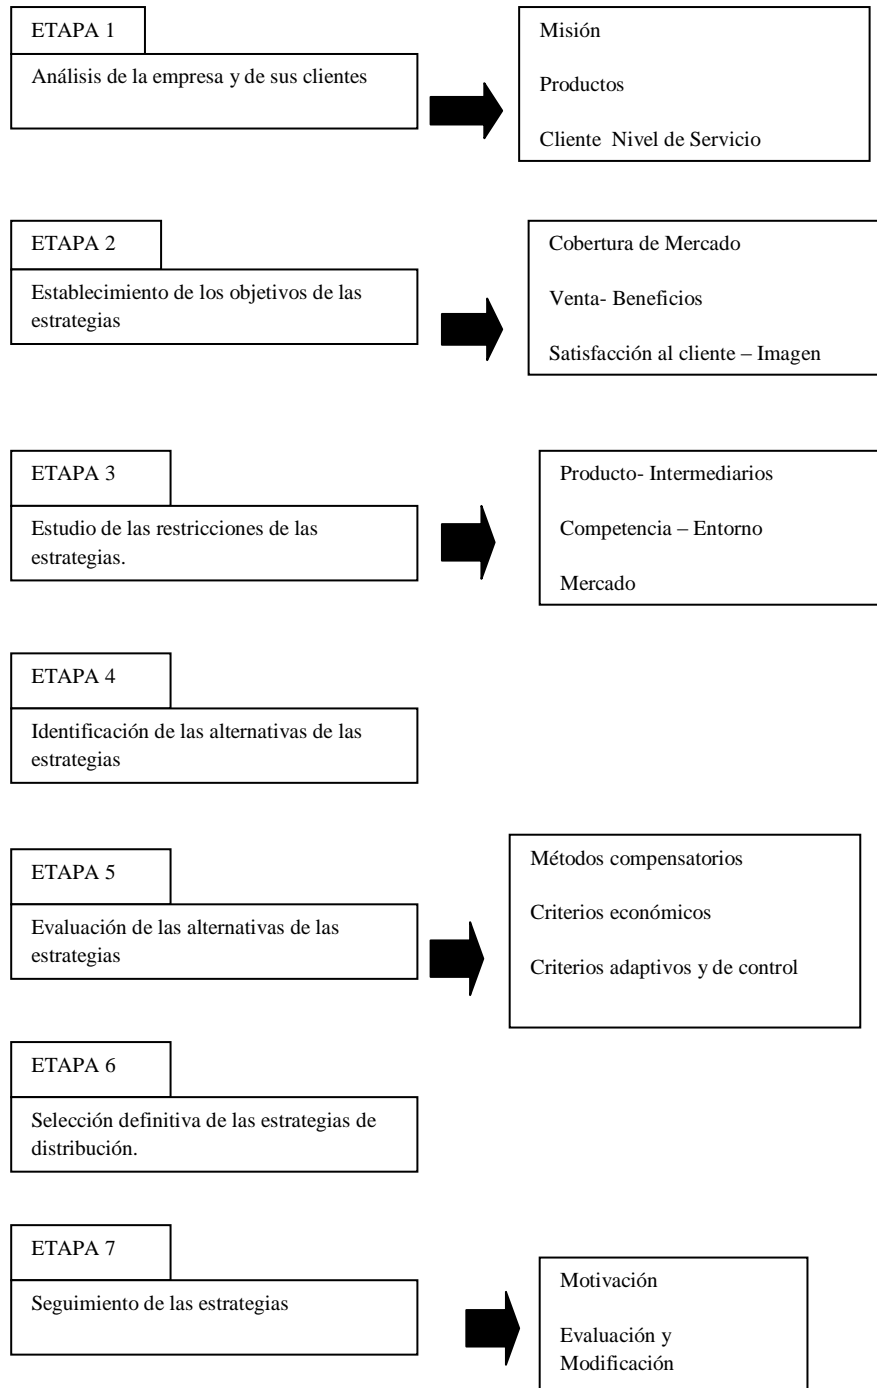 ETAPA 1
Análisis de la empresa y de sus clientes
Misión
Productos
Cliente Nivel de Servicio
ETAPA 2
Establecimiento de los objetivos de las
estrategias
Cobertura de Mercado
Venta- Beneficios
Satisfacción al cliente – Imagen
ETAPA 3
Estudio de las restricciones de las
estrategias.
Producto- Intermediarios
Competencia – Entorno
Mercado
ETAPA 4
Identificación de las alternativas de las
estrategias
ETAPA 5
Evaluación de las alternativas de las
estrategias
Métodos compensatorios
Criterios económicos
Criterios adaptivos y de control
ETAPA 6
Selección definitiva de las estrategias de
distribución.
ETAPA 7
Seguimiento de las estrategias
Motivación
Evaluación y
Modificación